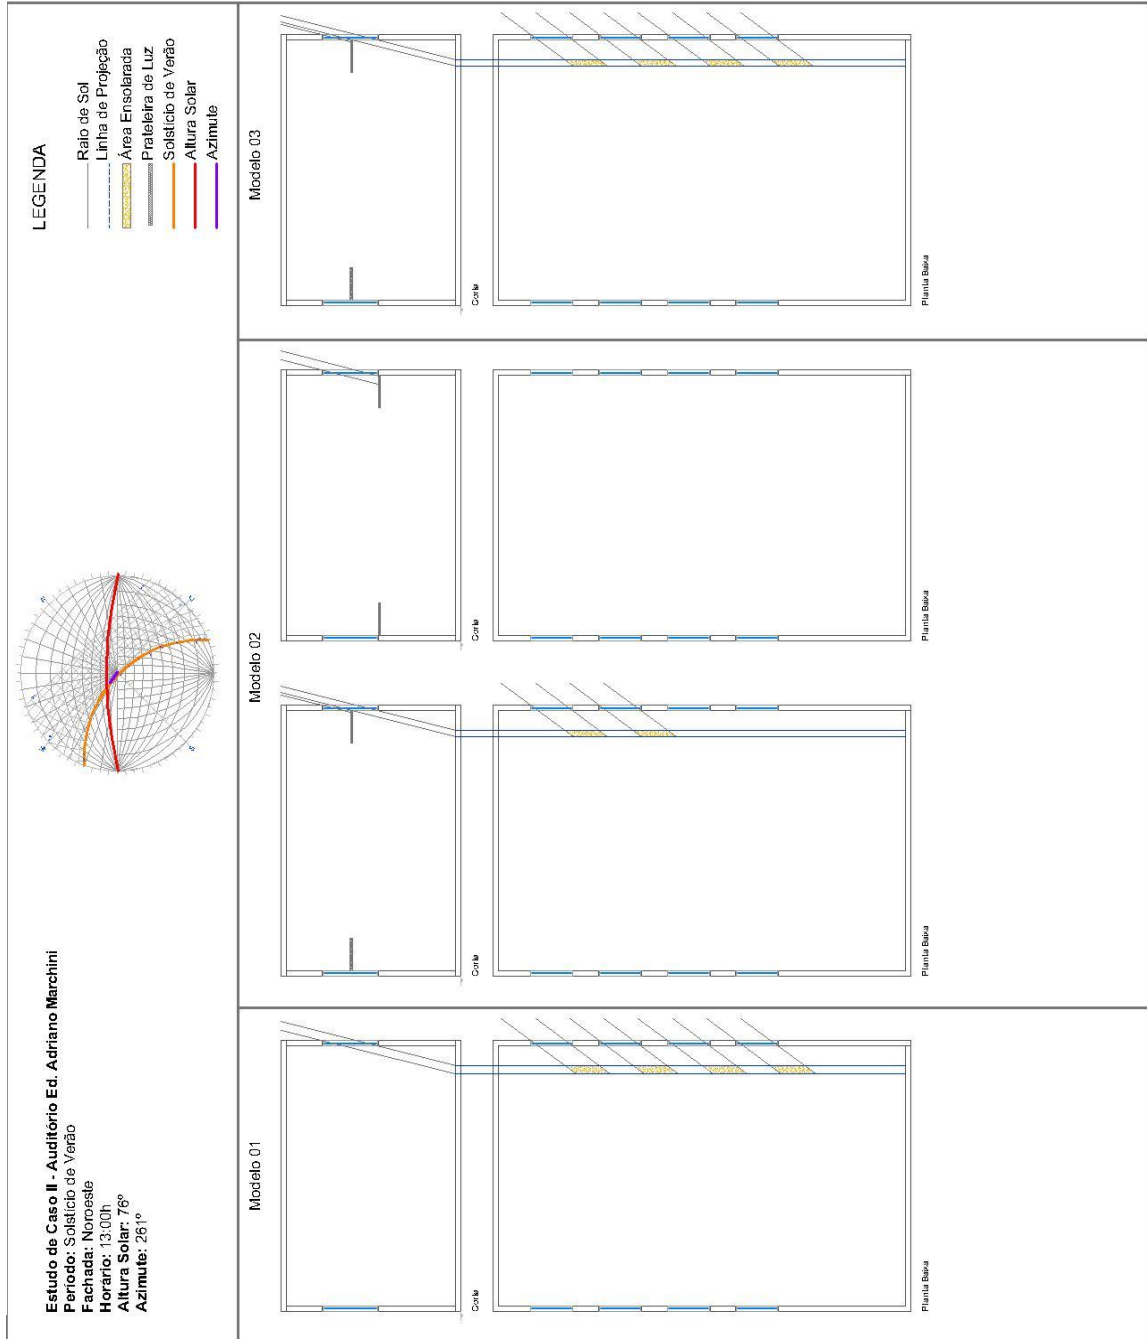 Estudo de Caso II - Auditório Ed. Adriano Marchini
Período: Solstício de Verão
Fachada: Noroeste
Horário: 13:00h
Altura Solar: 76º
Azimute: 261º
LEGENDA
Raio de Sol
Linha de Projeção
Área Ensolarada
Prateleira de Luz
Solstício de Verão
Altura Solar
Azimute
Modelo 01
Corte
Planta Baixa
Modelo 02
Corte
Planta Baixa
Corte
Planta Baixa
Modelo 03
Corte
Planta Baixa